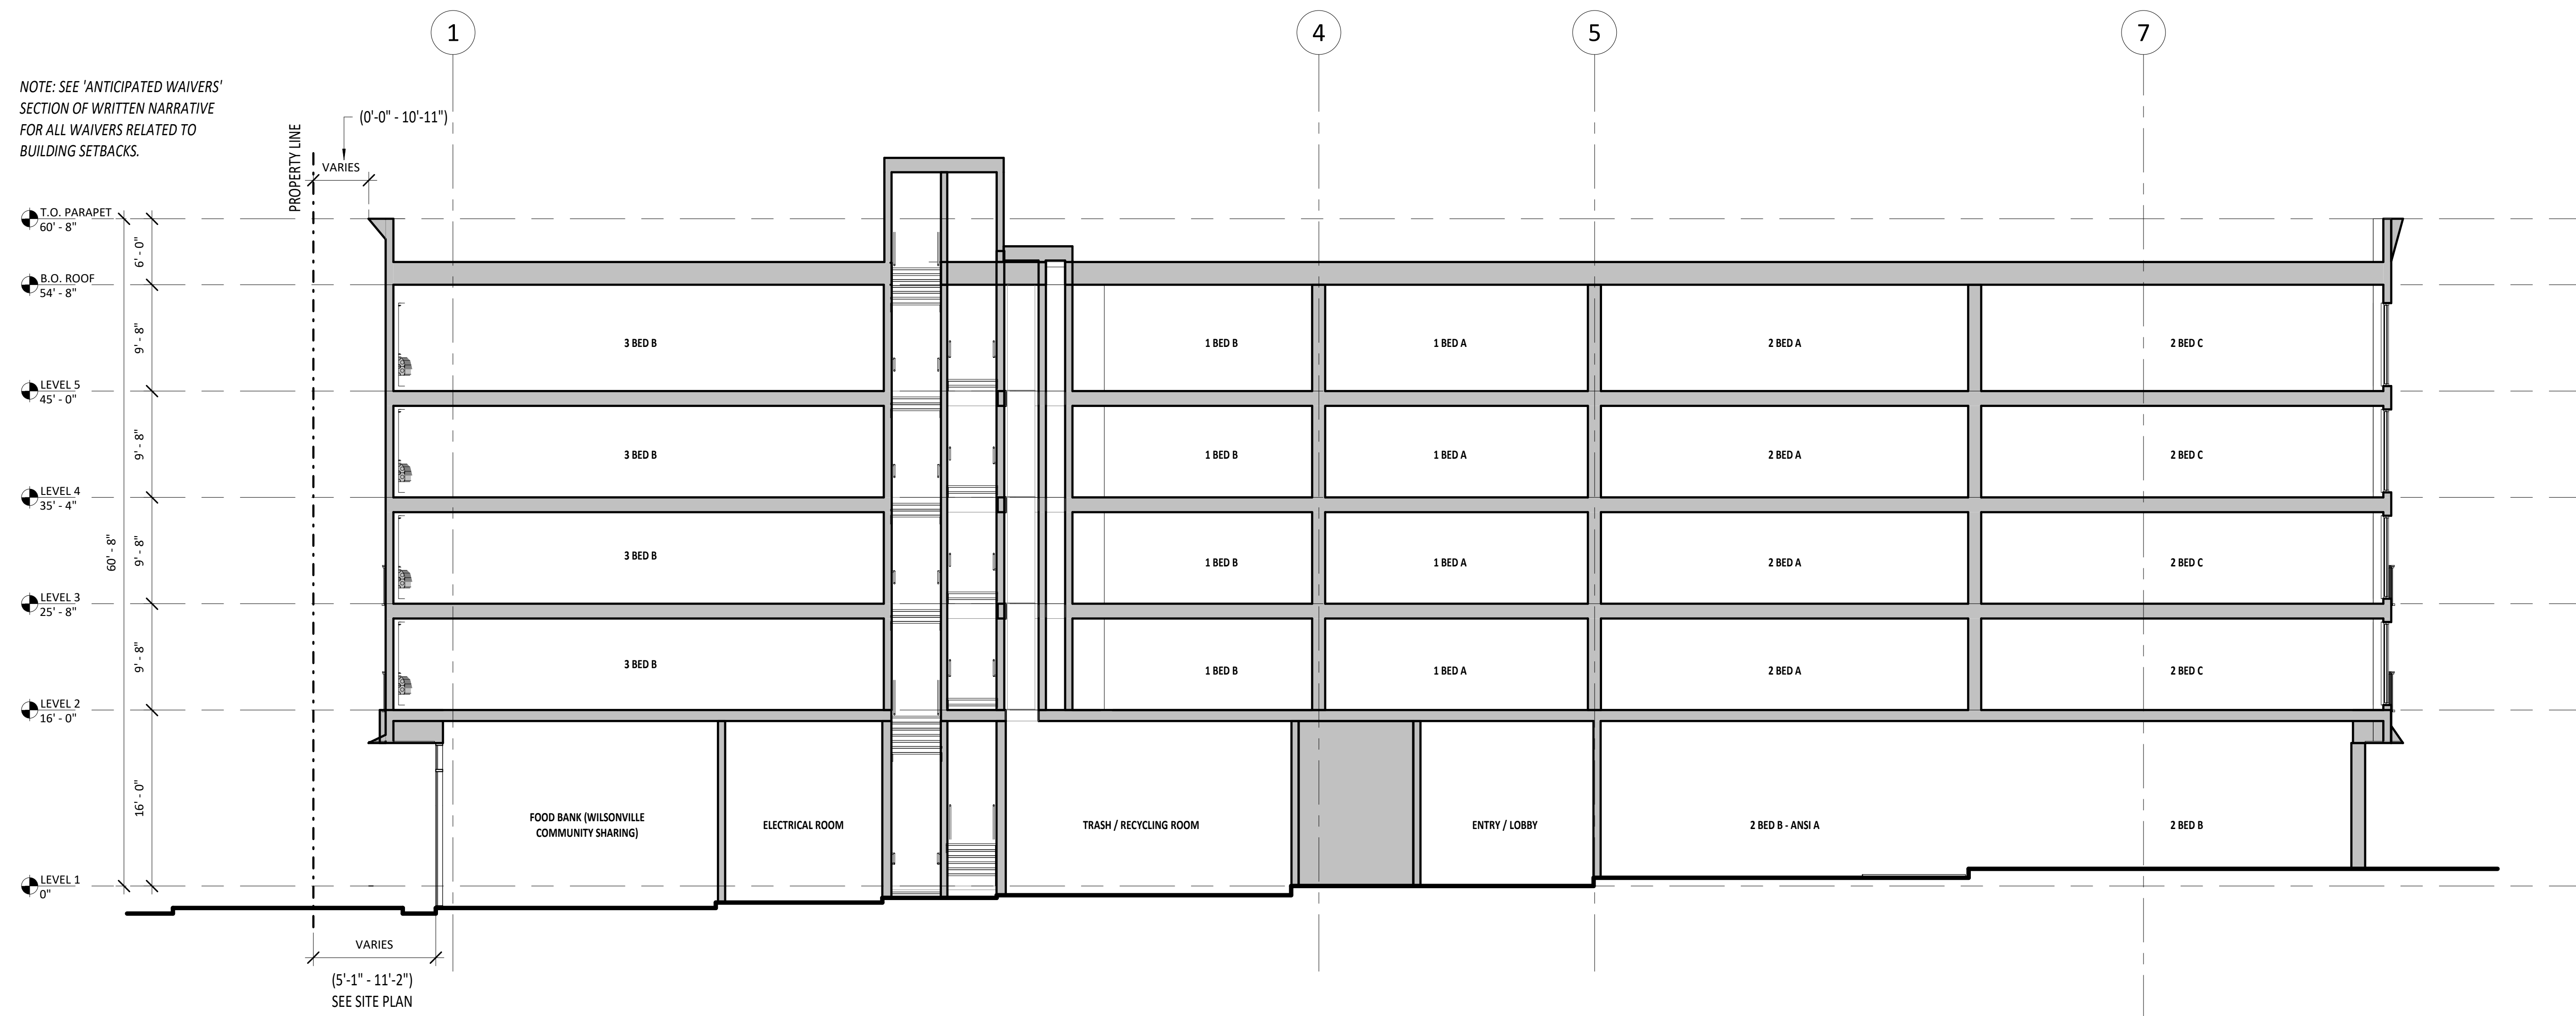 1
4
5
7
NOTE: SEE 'ANTICIPATED WAIVERS'
SECTION OF WRITTEN NARRATIVE
FOR ALL WAIVERS RELATED TO
BUILDING SETBACKS.
PROPERTY LINE
(0'-0" - 10'-11")
VARIES
T.O. PARAPET
60' - 8"
6' - 0"
B.O. ROOF
54' - 8"
9' - 8"
3 BED B
1 BED B
1 BED A
2 BED A
2 BED C
LEVEL 5
45' - 0"
9' - 8"
3 BED B
1 BED B
1 BED A
2 BED A
2 BED C
LEVEL 4
35' - 4"
60' - 8"
9' - 8"
3 BED B
1 BED B
1 BED A
2 BED A
2 BED C
LEVEL 3
25' - 8"
9' - 8"
3 BED B
1 BED B
1 BED A
2 BED A
2 BED C
LEVEL 2
16' - 0"
16' - 0"
FOOD BANK (WILSONVILLE
COMMUNITY SHARING)
ELECTRICAL ROOM
TRASH / RECYCLING ROOM
ENTRY / LOBBY
2 BED B - ANSI A
2 BED B
LEVEL 1
0"
VARIES
(5'-1" - 11'-2")
SEE SITE PLAN